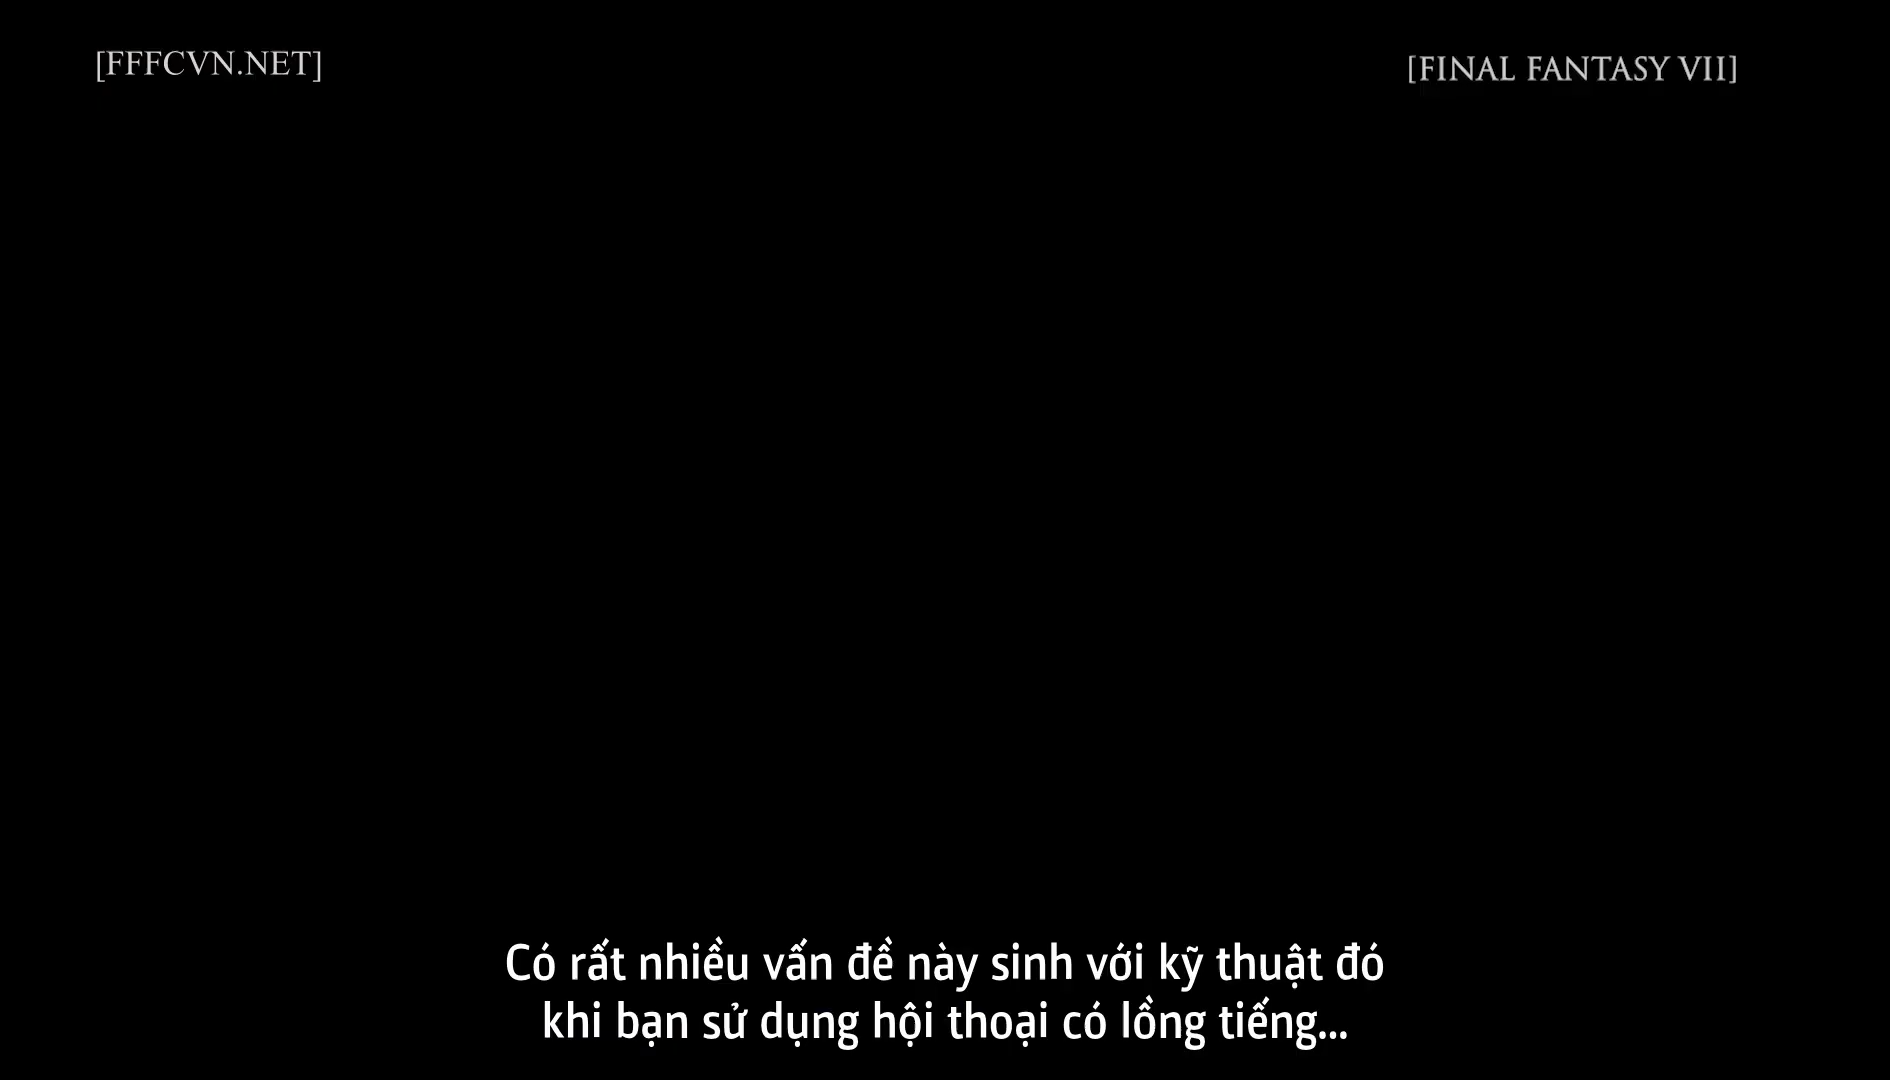 [FFFCVN.NET]
[FINAL FANTASY VII]
Có rất nhiều vấn đề này sinh với kỹ thuật đó
khi bạn sử dụng hội thoại có lồng tiếng...